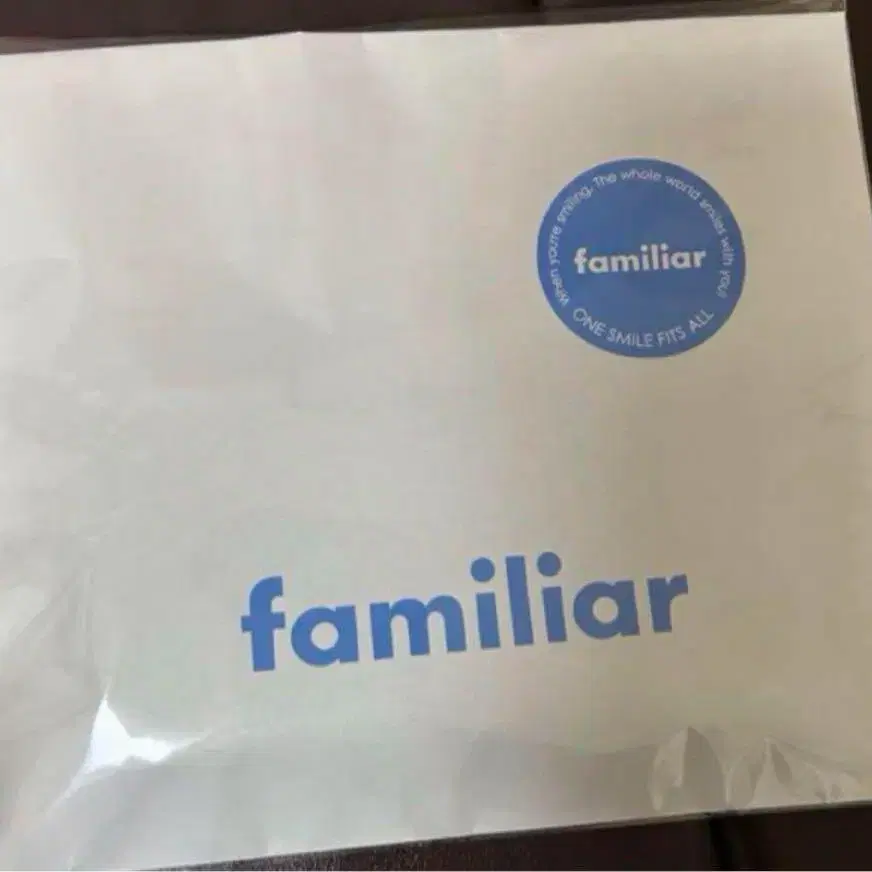 When you're smiling, The whole world smiles with you!
familiar
ONE SMILE FITS ALL
familiar